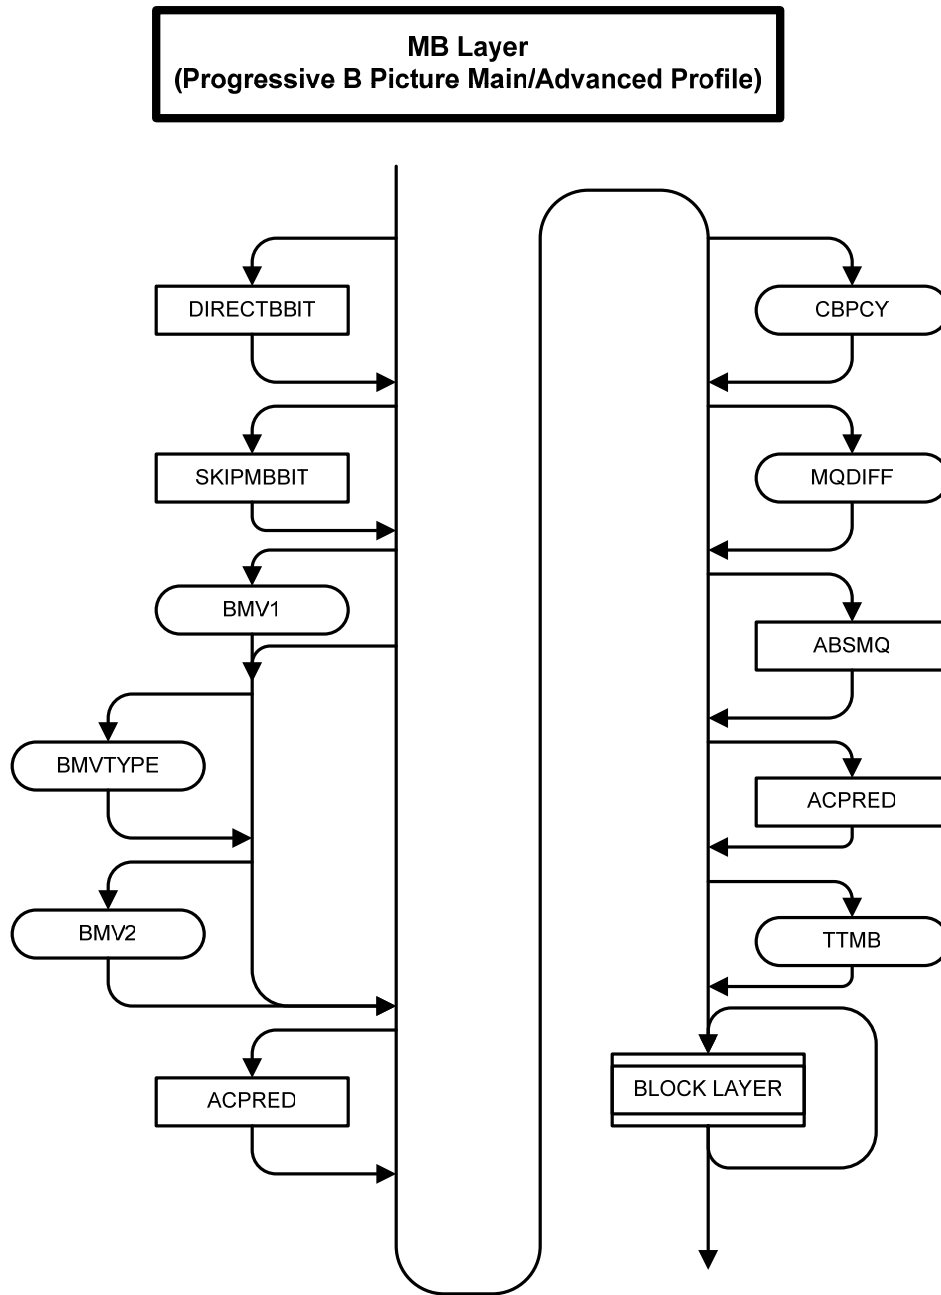 MB Layer
(Progressive B Picture Main/Advanced Profile)
DIRECTBBIT
SKIPMBBIT
BMV1
BMVTYPE
BMV2
ACPRED
CBPCY
MQDIFF
ABSMQ
ACPRED
TTMB
BLOCK LAYER